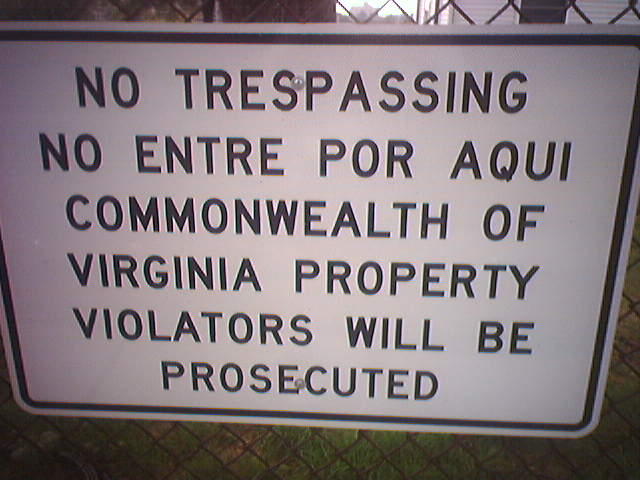 NO TRESPASSING
NO ENTRE POR AQUI
COMMONWEALTH OF
VIRGINIA PROPERTY
VIOLATORS WILL BE
PROSECUTED